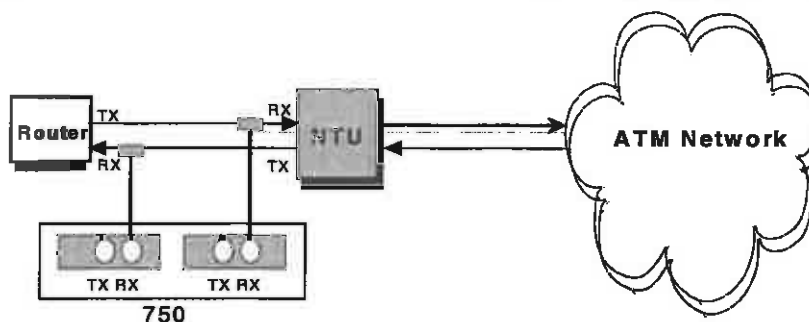 TX
RX
Router
NTU
RX
TX
ATM Network
TX RX
TX RX
750